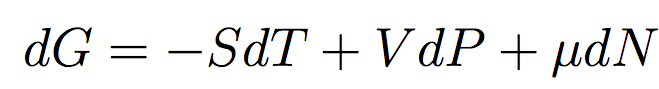 dG = −SdT + VdP + μdN